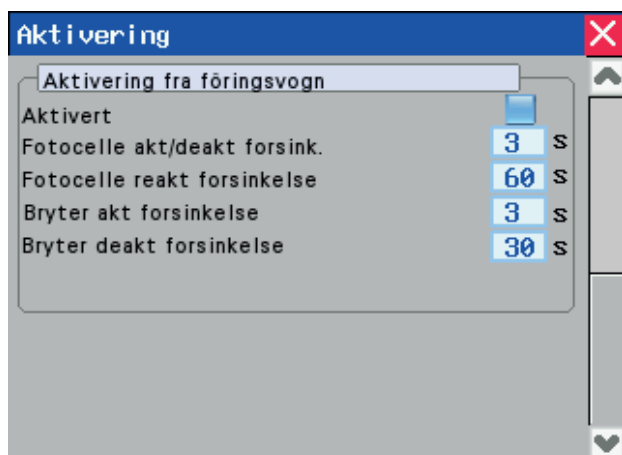 Aktivering
Aktivering fra föringsvogn
Aktivert
Fotocelle akt/deakt forsink. 3 s
Fotocelle reakt forsinkelse 60 s
Bryter akt forsinkelse 3 s
Bryter deakt forsinkelse 30 s